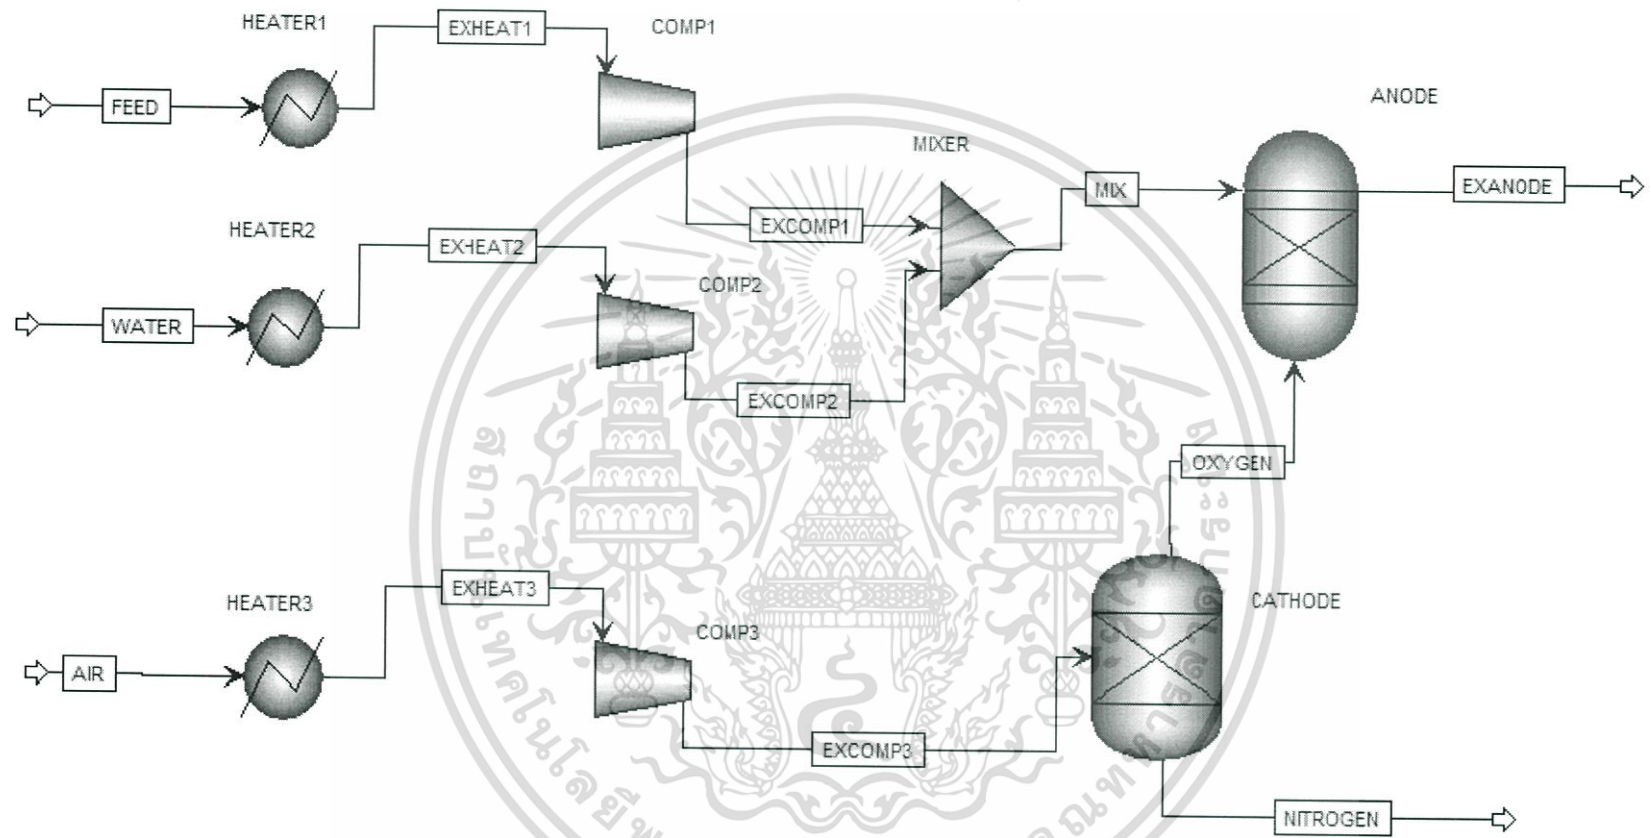 HEATER1
EXHEAT1
COMP1
FEED
ANODE
MIXER
MIX
EXANODE
EXCOMP1
HEATER2
EXHEAT2
COMP2
WATER
EXCOMP2
OXYGEN
HEATER3
EXHEAT3
CATHODE
COMP3
AIR
EXCOMP3
NITROGEN